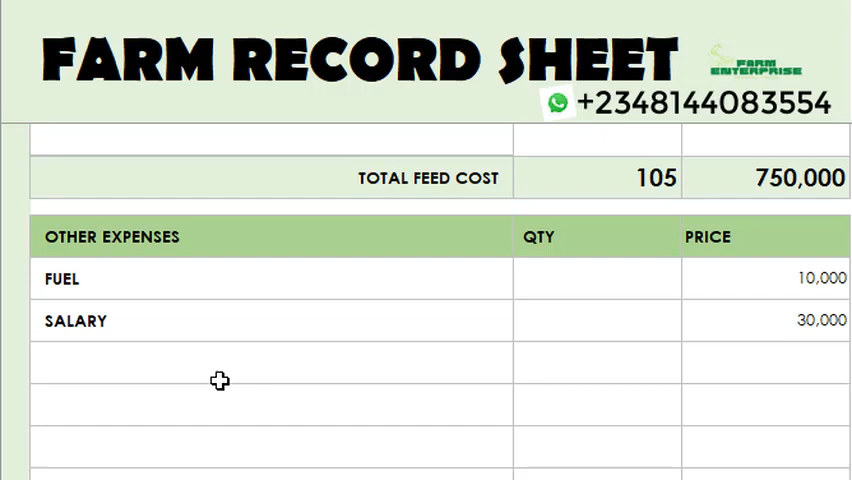 FARM RECORD SHEET
FARM
ENTERPRISE
+2348144083554
TOTAL FEED COST 105 750,000
OTHER EXPENSES QTY PRICE
FUEL 10,000
SALARY 30,000